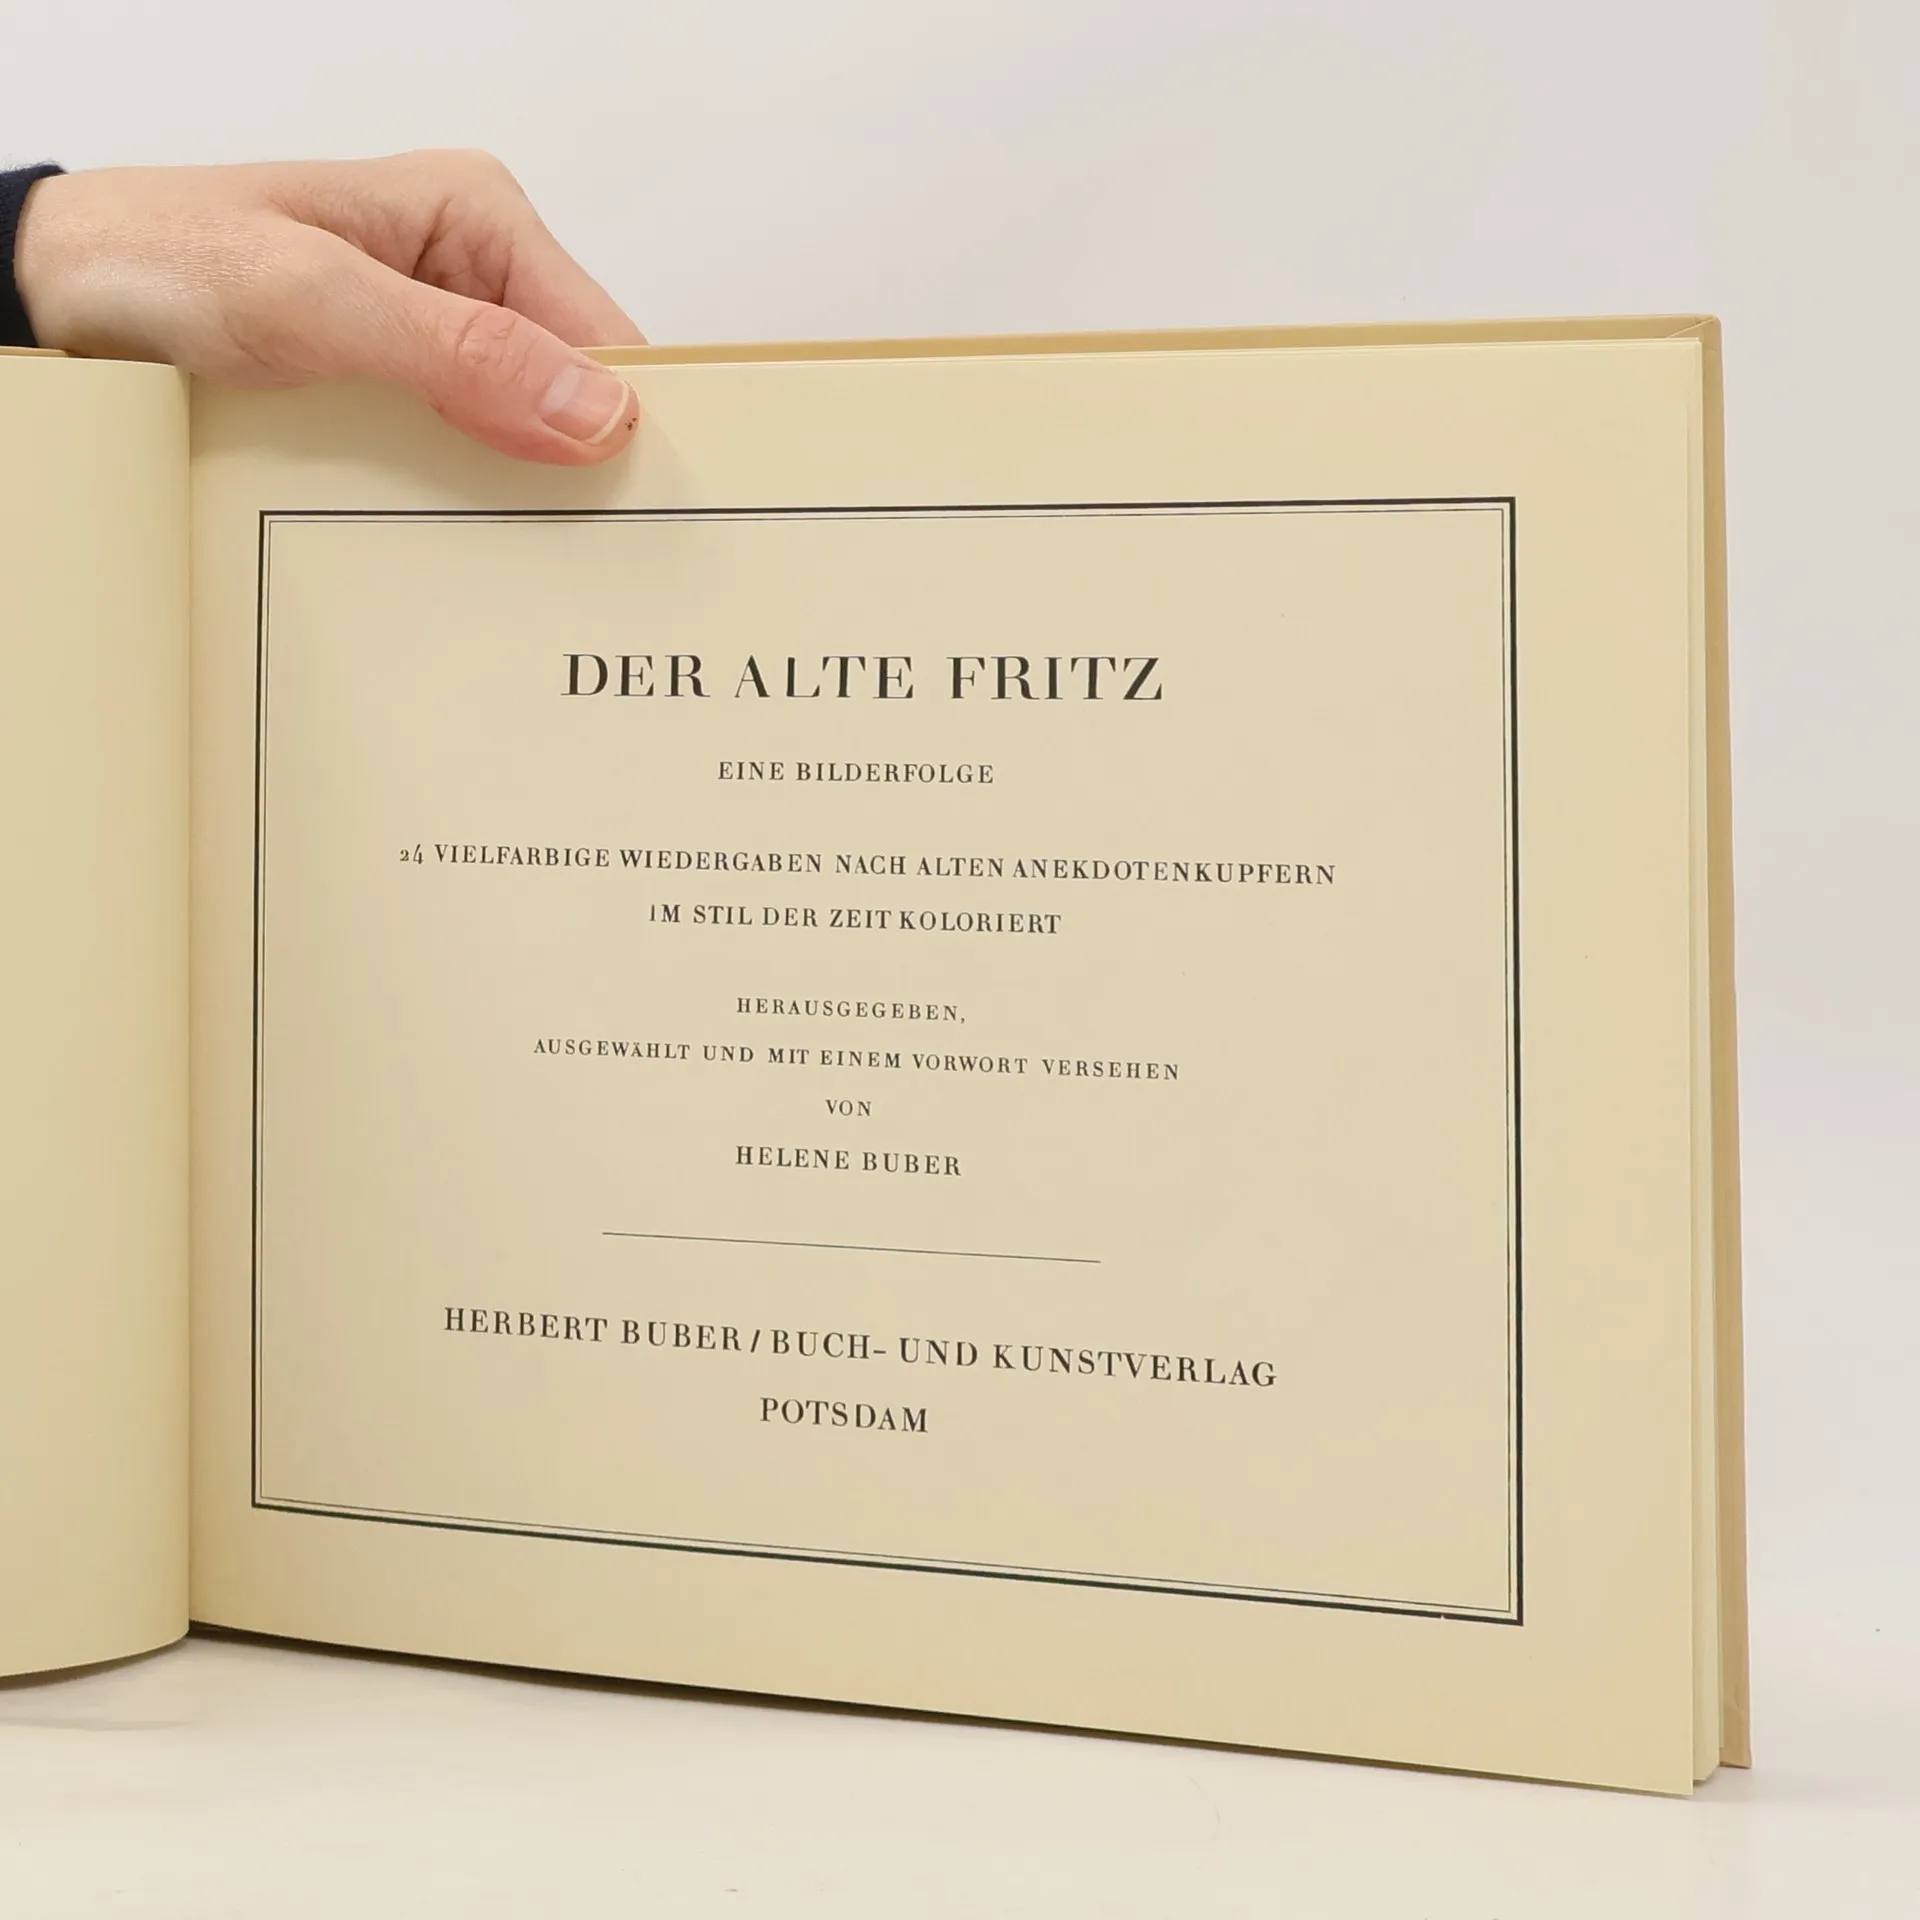 DER ALTE FRITZ
EINE BILDERFOLGE
24 VIELFARBIGE WIEDERGABEN NACH ALTEN ANEKDOTENKUPFERN
IM STIL DER ZEIT KOLORIERT
HERAUSGEGEBEN,
AUSGEWÄHLT UND MIT EINEM VORWORT VERSEHEN
VON
HELENE BUBER
HERBERT BUBER / BUCH- UND KUNSTVERLAG
POTSDAM